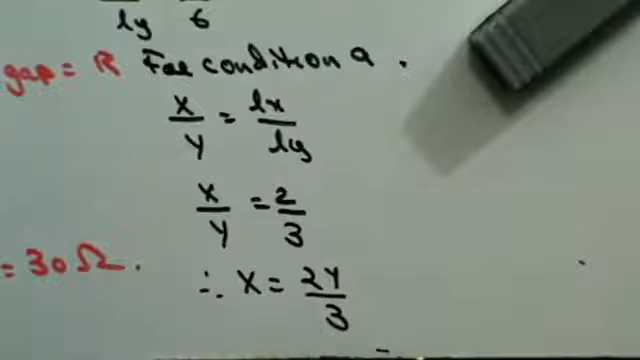 ly 6
gap = R For condition a.
X/Y = lx/ly
X/Y = 2/3
= 30 Ω.
∴ X = 2Y/3